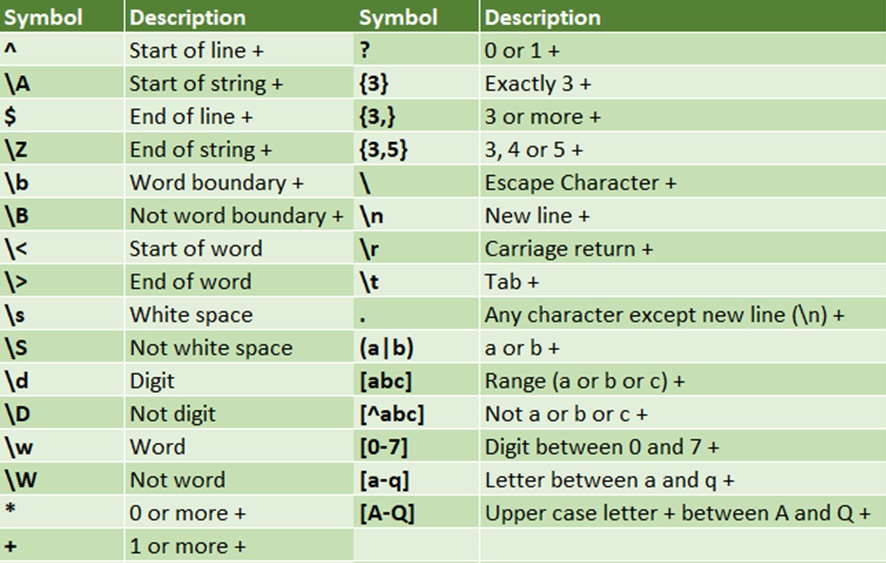 Symbol Description Symbol Description
^ Start of line + ? 0 or 1 +
\A Start of string + {3} Exactly 3 +
$ End of line + {3,} 3 or more +
\Z End of string + {3,5} 3, 4 or 5 +
\b Word boundary + \ Escape Character +
\B Not word boundary + \n New line +
\< Start of word \r Carriage return +
\> End of word \t Tab +
\s White space . Any character except new line (\n) +
\S Not white space (a|b) a or b +
\d Digit [abc] Range (a or b or c) +
\D Not digit [^abc] Not a or b or c +
\w Word [0-7] Digit between 0 and 7 +
\W Not word [a-q] Letter between a and q +
* 0 or more + [A-Q] Upper case letter + between A and Q +
+ 1 or more +